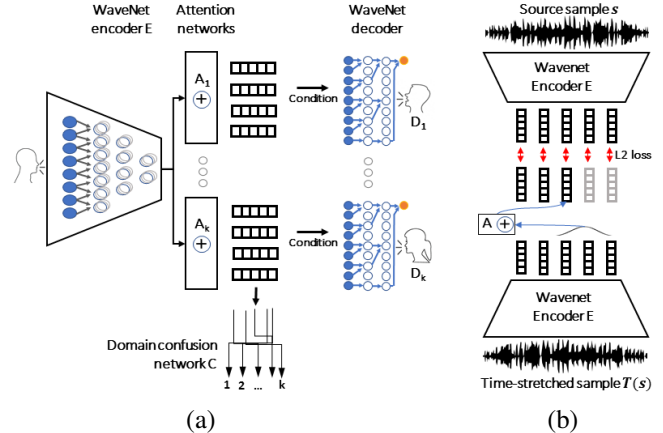 WaveNet
encoder E
Attention
networks
WaveNet
decoder
A1
Condition
D1
Ak
Condition
Dk
Domain confusion
network C
1 2 ... k
(a)
Source sample s
Wavenet
Encoder E
L2 loss
A
Wavenet
Encoder E
Time-stretched sample T(s)
(b)